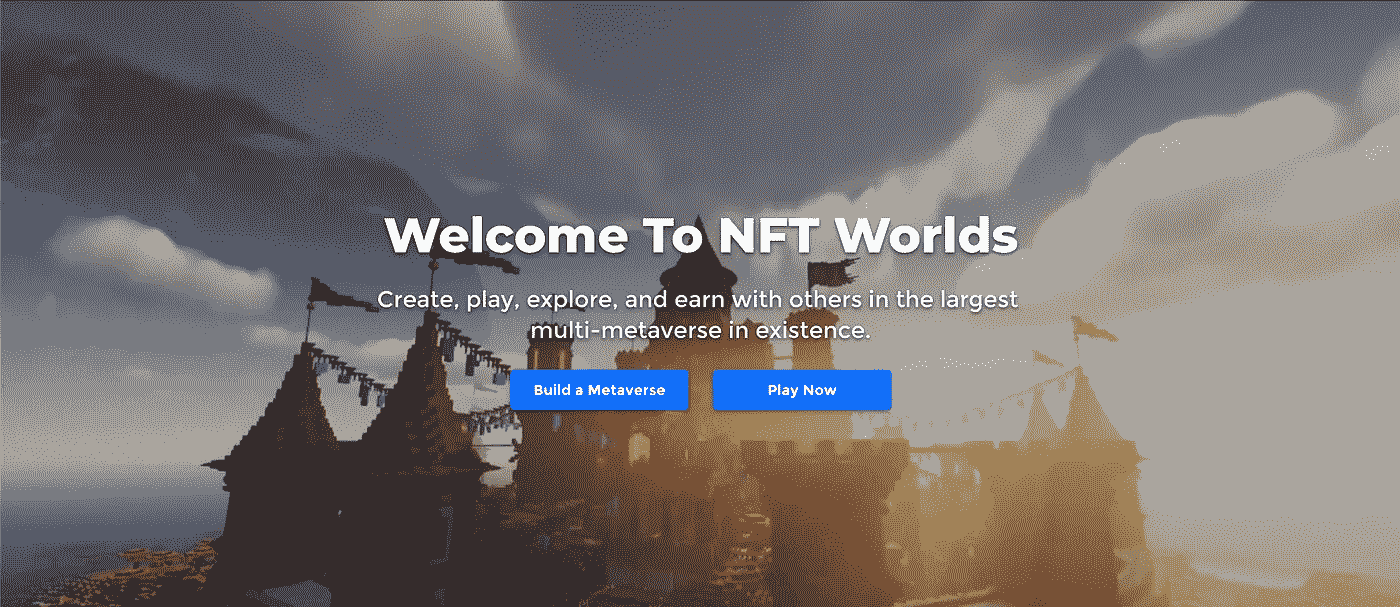 Welcome To NFT Worlds
Create, play, explore, and earn with others in the largest
multi-metaverse in existence.
Build a Metaverse
Play Now